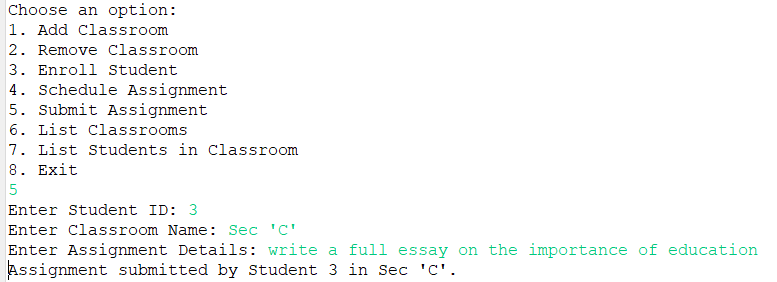 Choose an option:
1. Add Classroom
2. Remove Classroom
3. Enroll Student
4. Schedule Assignment
5. Submit Assignment
6. List Classrooms
7. List Students in Classroom
8. Exit
5
Enter Student ID: 3
Enter Classroom Name: Sec 'C'
Enter Assignment Details: write a full essay on the importance of education
Assignment submitted by Student 3 in Sec 'C'.